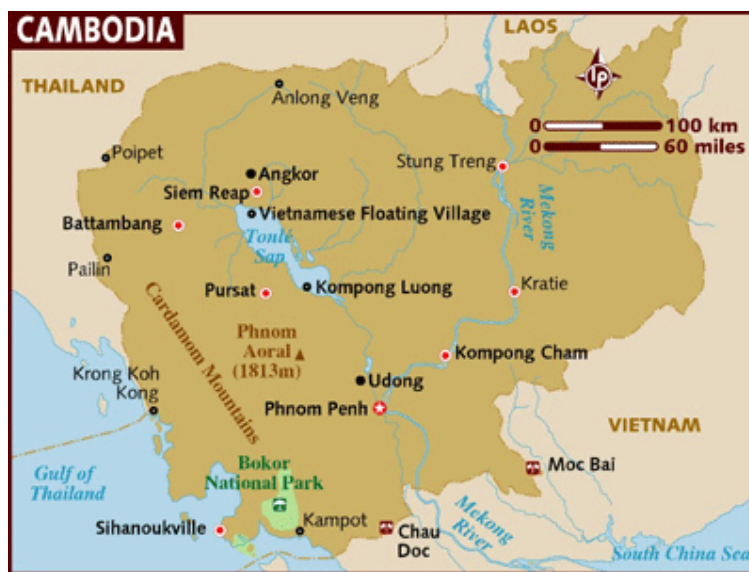 CAMBODIA
LAOS
THAILAND
Anlong Veng
lp
0 100 km
0 60 miles
Poipet
Stung Treng
Angkor
Siem Reap
Vietnamese Floating Village
Battambang
Tonlé
Sap
Mekong
River
Pailin
Pursat
Kompong Luong
Kratie
Cardamom Mountains
Phnom
Aoral
(1813m)
Kompong Cham
Krong Koh
Kong
Udong
Phnom Penh
VIETNAM
Bokor
National Park
Moc Bai
Gulf of
Thailand
Sihanoukville
Kampot
Chau
Doc
Mekong
River
South China Sea